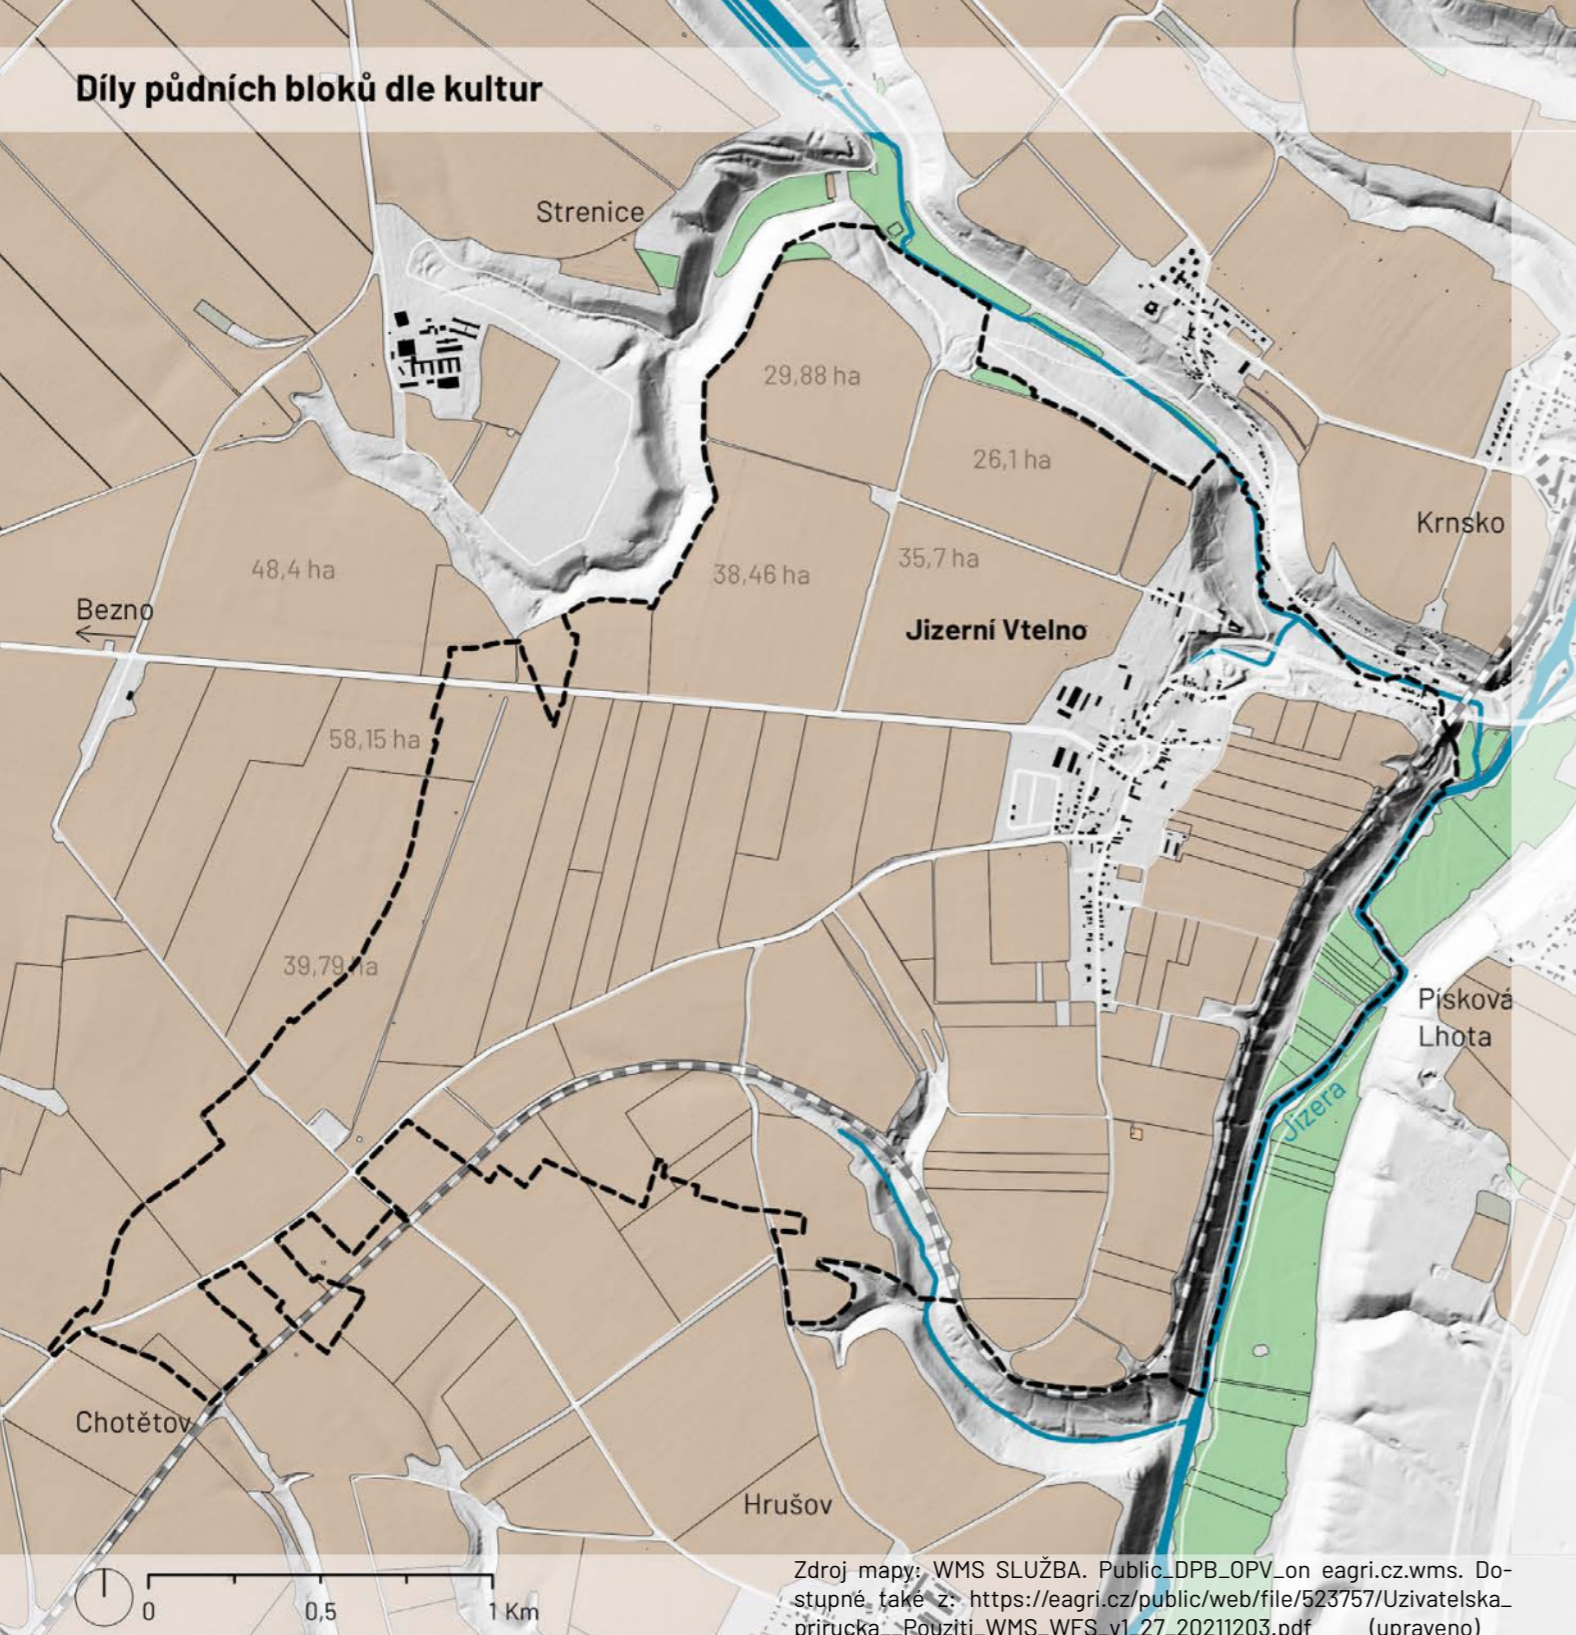 Díly půdních bloků dle kultur
Strenice
29,88 ha
26,1 ha
Krnsko
48,4 ha
38,46 ha
35,7 ha
Bezno
Jizerní Vtelno
58,15 ha
39,79 ha
Písková
Lhota
Jizera
Chotětov
Hrušov
0
0,5
1 Km
Zdroj mapy: WMS SLUŽBA. Public_DPB_OPV_on eagri.cz.wms. Do-
stupné také z: https://eagri.cz/public/web/file/523757/Uzivatelska_
prirucka__Pouziti_WMS_WFS_v1_27_20211203.pdf (upraveno)